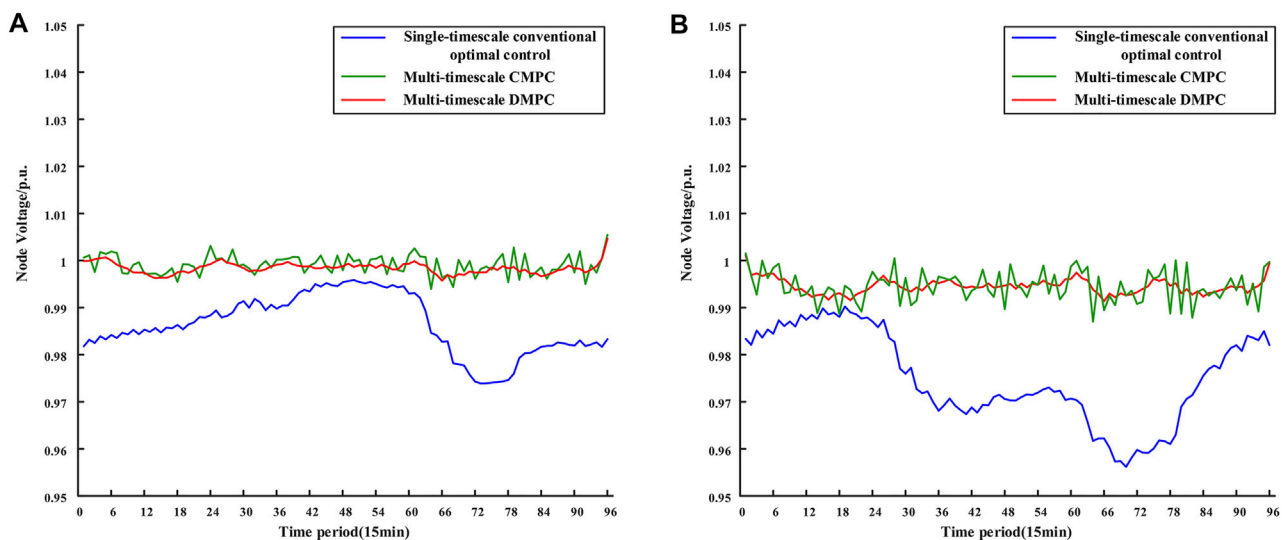 A
1.05
1.04
1.03
1.02
1.01
1
0.99
0.98
0.97
0.96
0.95
Node Voltage/p.u.
Single-timescale conventional
optimal control
Multi-timescale CMPC
Multi-timescale DMPC
0 6 12 18 24 30 36 42 48 54 60 66 72 78 84 90 96
Time period(15min)
B
1.05
1.04
1.03
1.02
1.01
1
0.99
0.98
0.97
0.96
0.95
Node Voltage/p.u.
Single-timescale conventional
optimal control
Multi-timescale CMPC
Multi-timescale DMPC
0 6 12 18 24 30 36 42 48 54 60 66 72 78 84 90 96
Time period(15min)